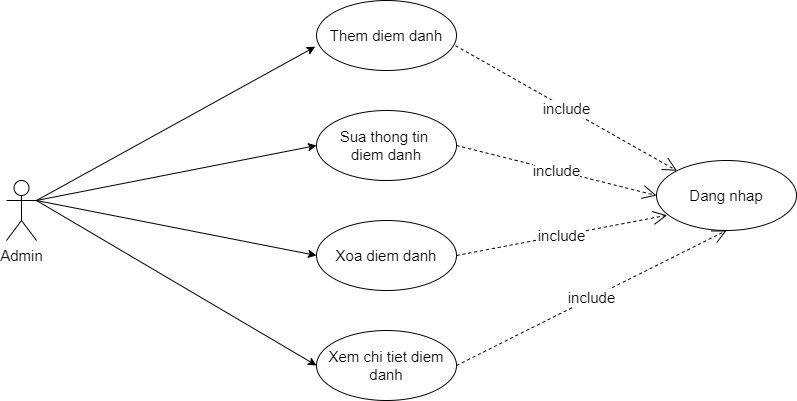 Them diem danh
include
Sua thong tin
diem danh
include
Dang nhap
Admin
Xoa diem danh
include
include
Xem chi tiet diem
danh